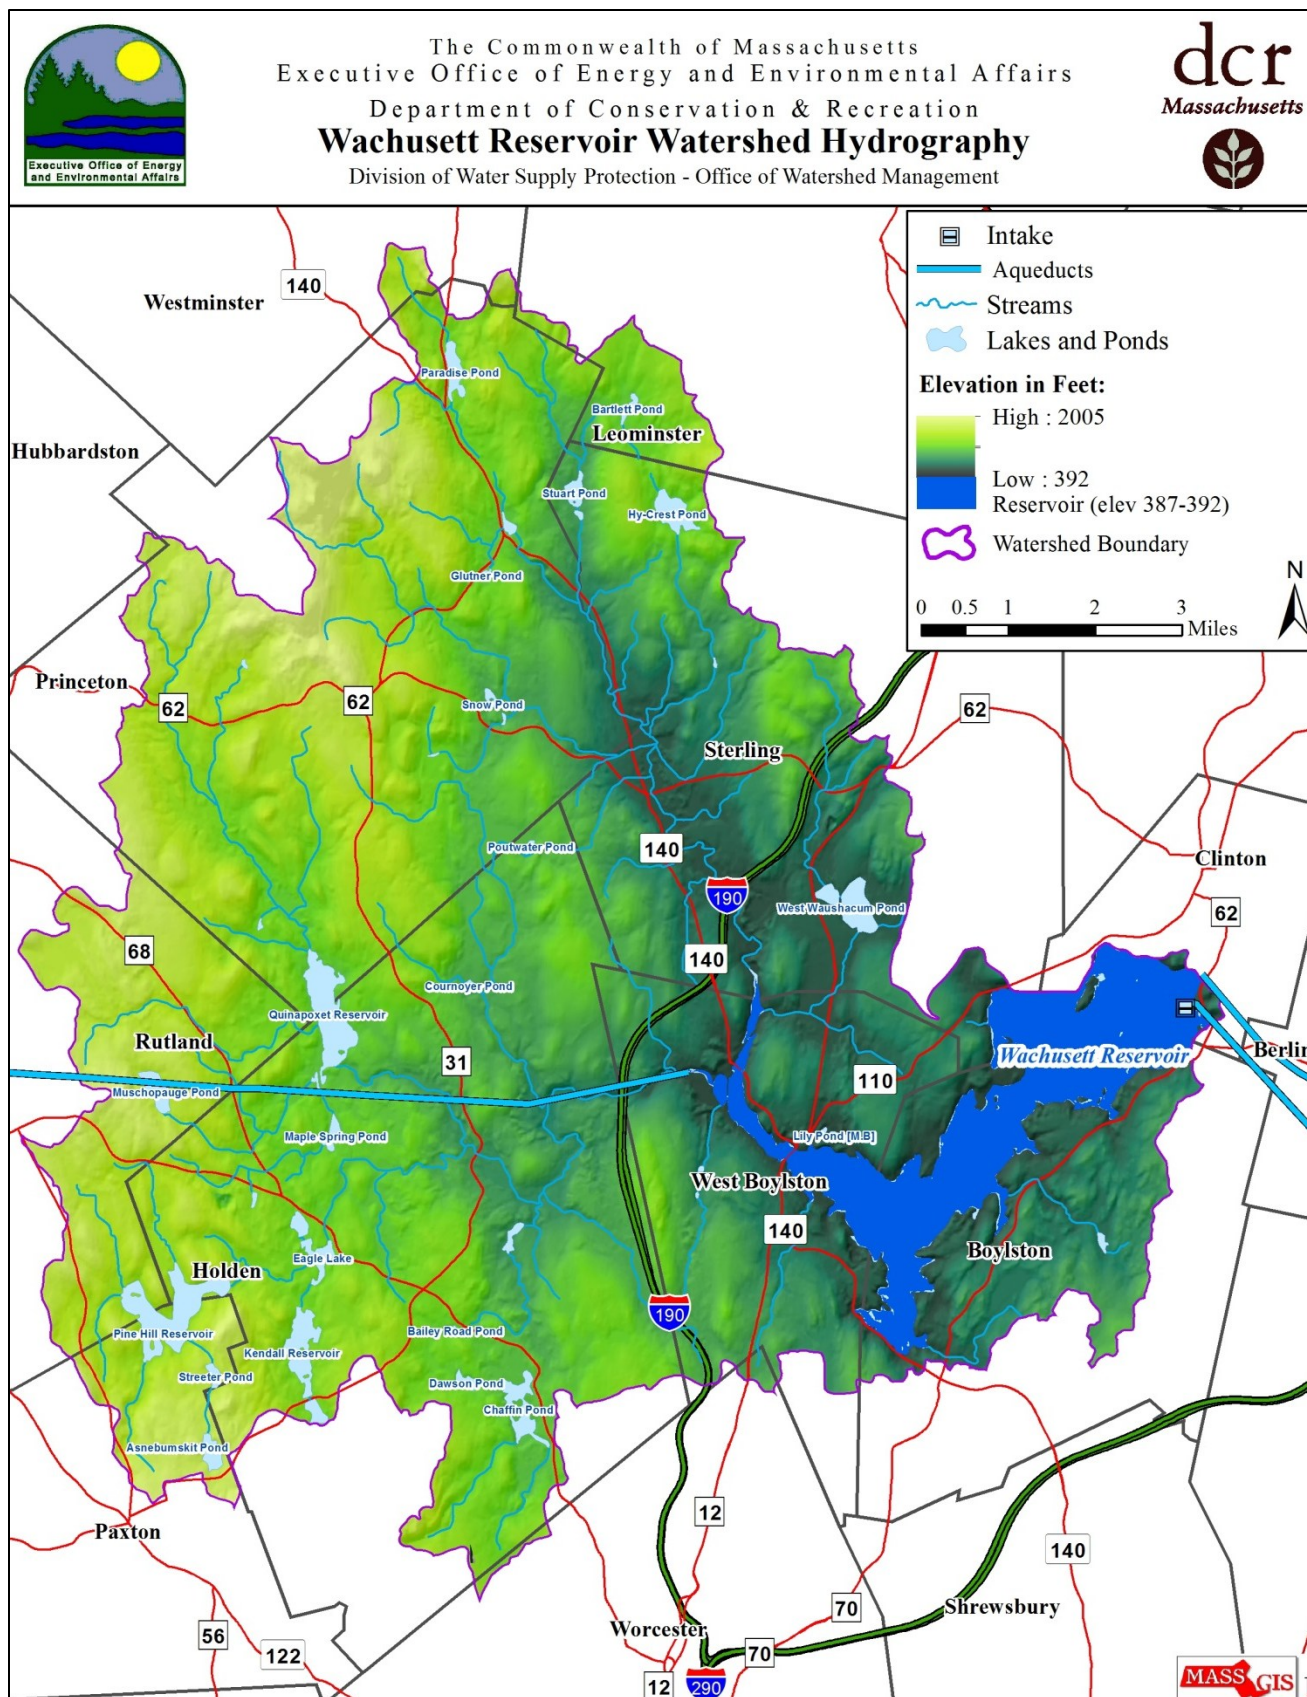 The Commonwealth of Massachusetts
Executive Office of Energy and Environmental Affairs
Department of Conservation & Recreation
Wachusett Reservoir Watershed Hydrography
Division of Water Supply Protection - Office of Watershed Management
Executive Office of Energy
and Environmental Affairs
dcr
Massachusetts
Intake
Aqueducts
Streams
Lakes and Ponds
Elevation in Feet:
High : 2005
Low : 392
Reservoir (elev 387-392)
Watershed Boundary
N
0 0.5 1 2 3
Miles
140
Westminster
Paradise Pond
Bartlett Pond
Leominster
Hubbardston
Stuart Pond
Hy-Crest Pond
Glutner Pond
Princeton
62
62
Snow Pond
62
Sterling
Poutwater Pond
140
Clinton
190
West Waushacum Pond
62
68
140
Cournoyer Pond
Quinapoxet Reservoir
Rutland
Wachusett Reservoir
Berlin
31
110
Muschopauge Pond
Maple Spring Pond
Lily Pond [M.B]
West Boylston
140
Boylston
Eagle Lake
Holden
190
Pine Hill Reservoir
Bailey Road Pond
Kendall Reservoir
Streeter Pond
Dawson Pond
Chaffin Pond
Asnebumskit Pond
12
Paxton
140
70
Shrewsbury
56
Worcester
122
70
12
290
MASS GIS